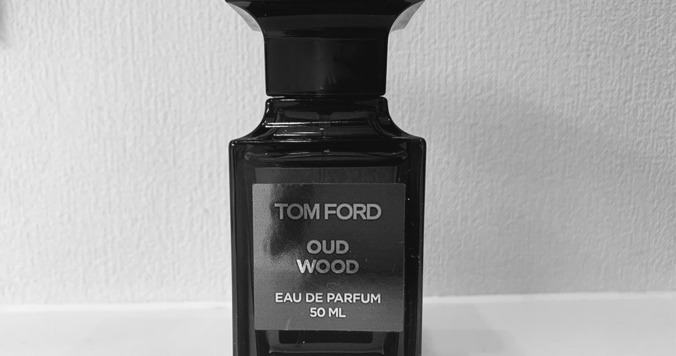 TOM FORD
OUD
WOOD
EAU DE PARFUM
50 ML